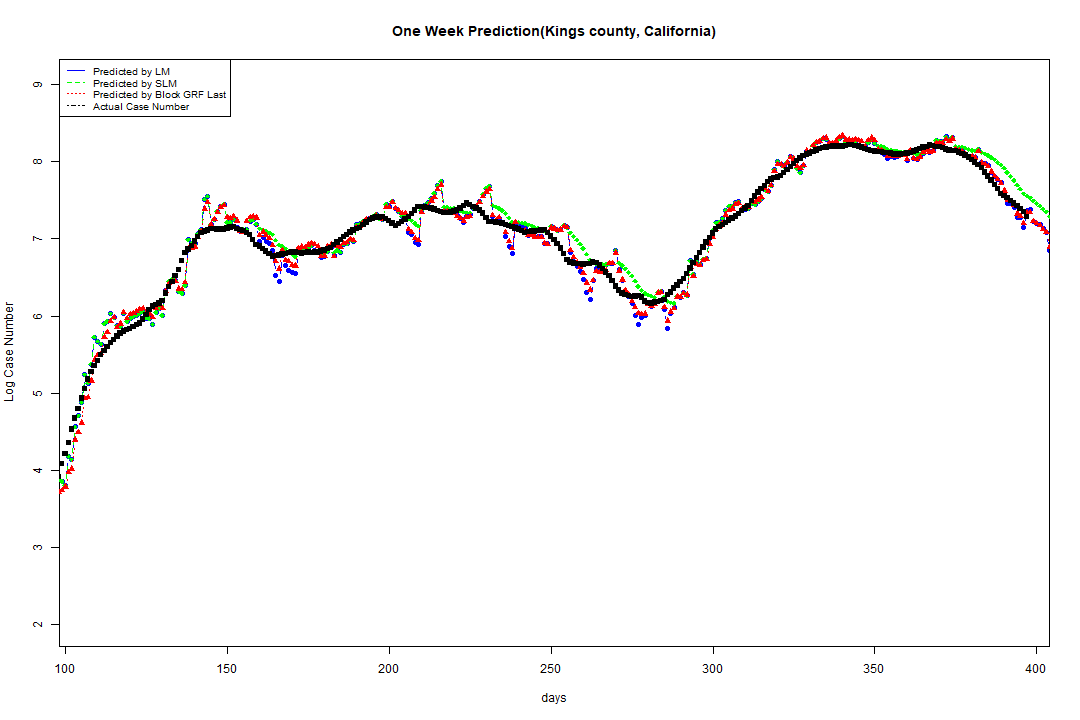 One Week Prediction(Kings county, California)
Predicted by LM
Predicted by SLM
Predicted by Block GRF Last
Actual Case Number
9
8
7
6
5
4
3
2
Log Case Number
100 150 200 250 300 350 400
days